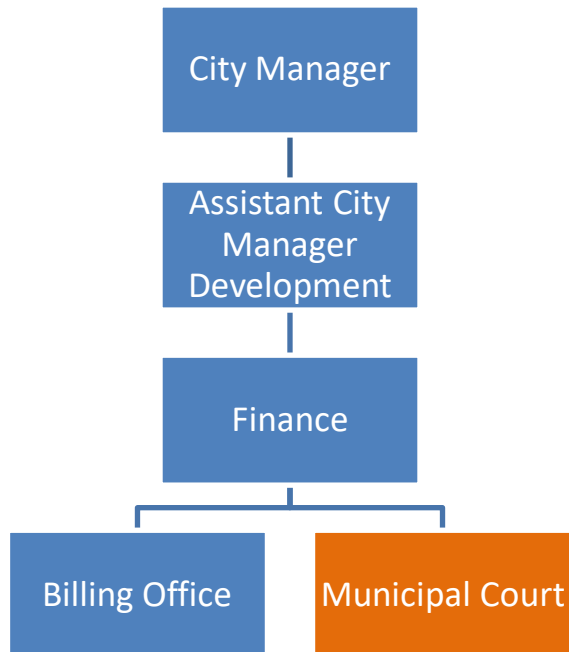 City Manager
Assistant City
Manager
Development
Finance
Billing Office
Municipal Court